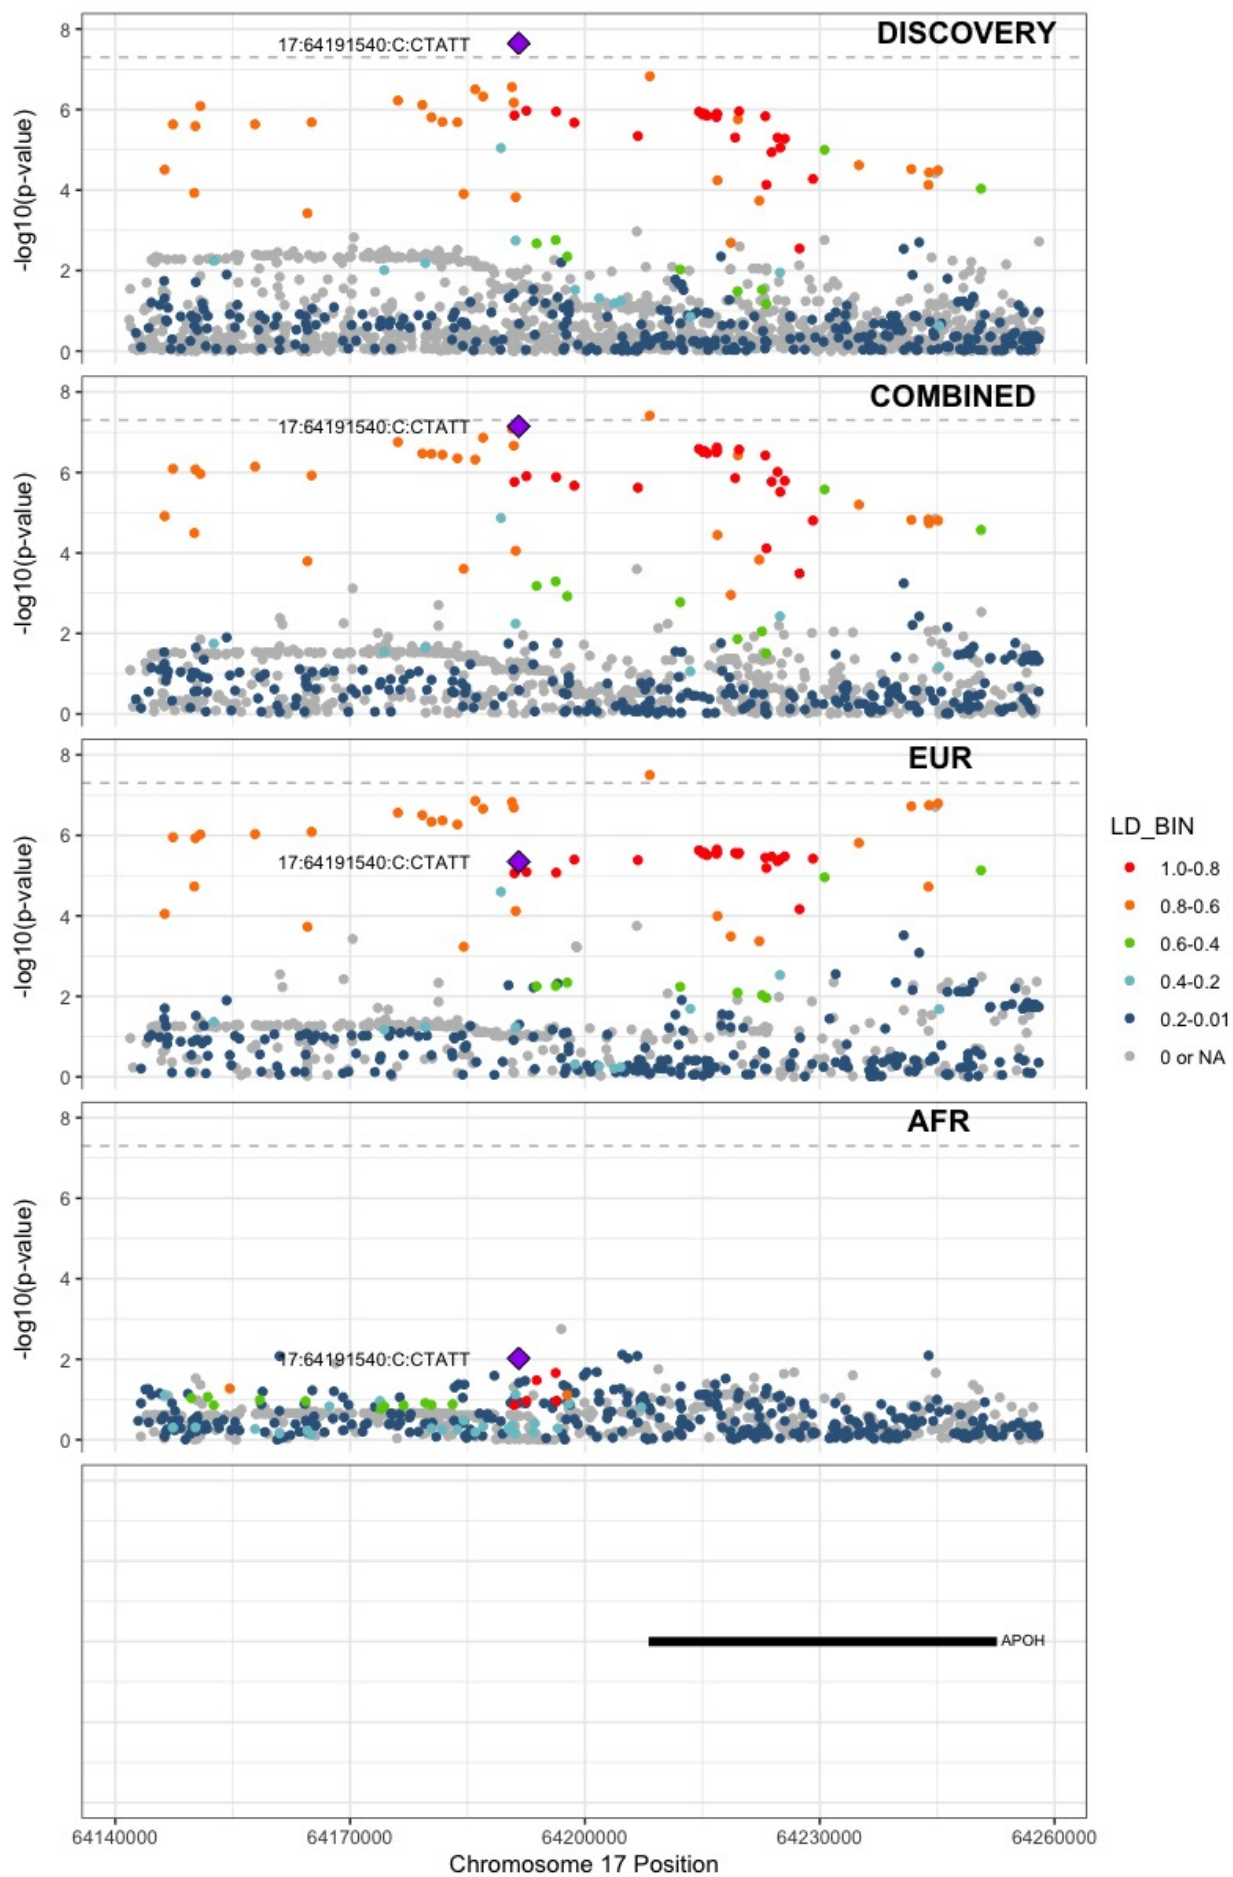 DISCOVERY
17:64191540:C:CTATT
-log10(p-value)
8
6
4
2
0
COMBINED
17:64191540:C:CTATT
-log10(p-value)
8
6
4
2
0
EUR
17:64191540:C:CTATT
-log10(p-value)
8
6
4
2
0
AFR
17:64191540:C:CTATT
-log10(p-value)
8
6
4
2
0
LD_BIN
1.0-0.8
0.8-0.6
0.6-0.4
0.4-0.2
0.2-0.01
0 or NA
APOH
64140000 64170000 64200000 64230000 64260000
Chromosome 17 Position